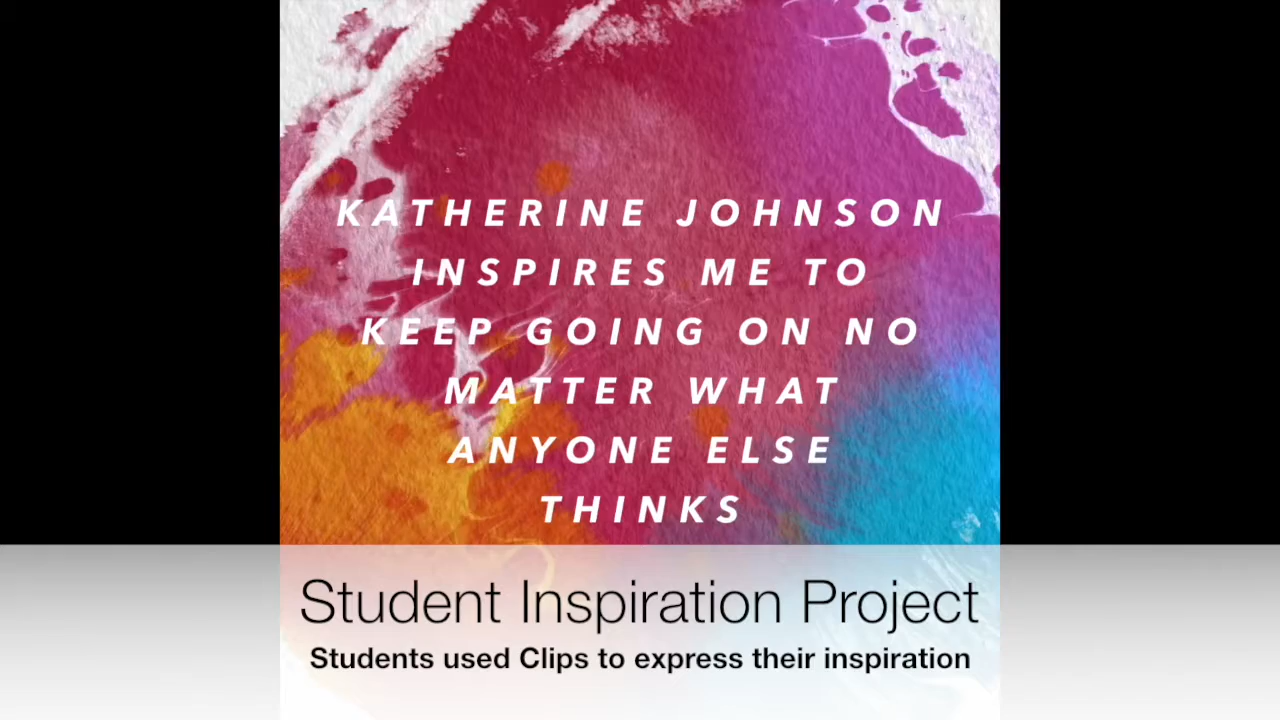 KATHERINE JOHNSON
INSPIRES ME TO
KEEP GOING ON NO
MATTER WHAT
ANYONE ELSE
THINKS
Student Inspiration Project
Students used Clips to express their inspiration